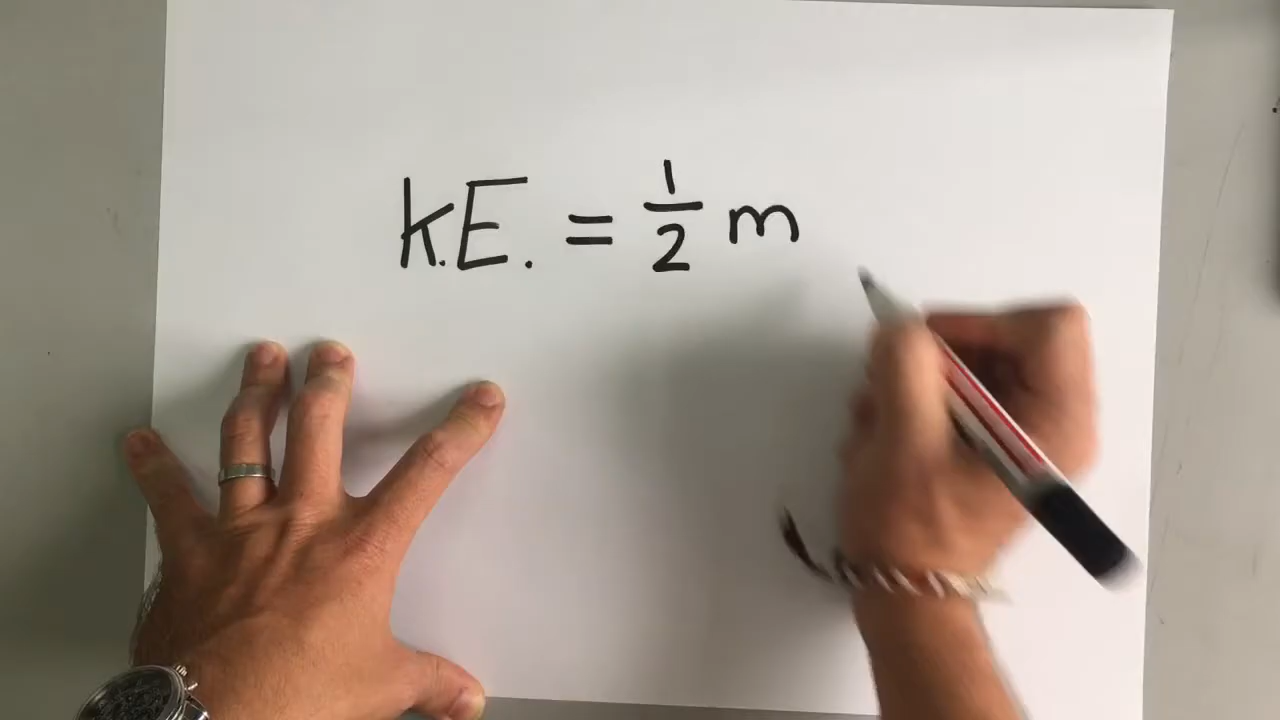 K.E. = 1/2 m